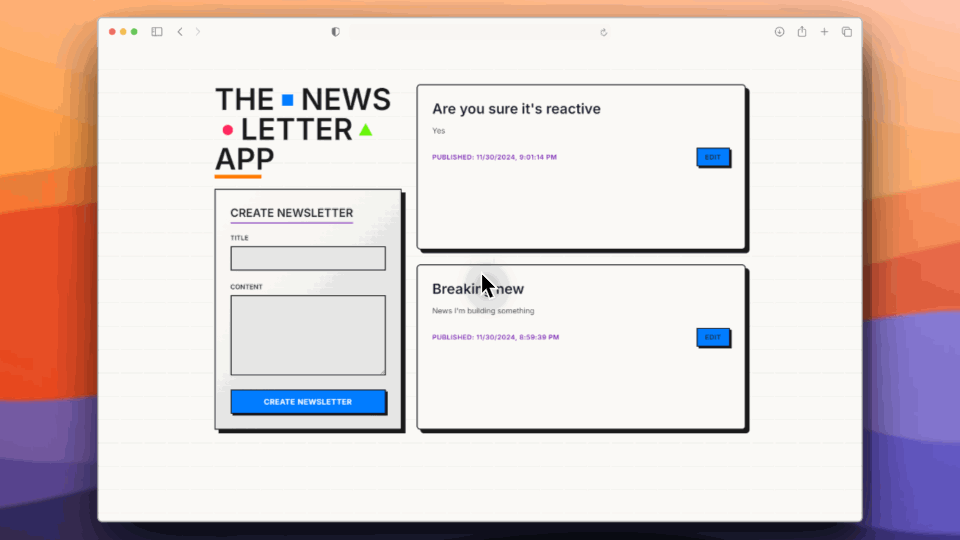 THE NEWS
LETTER
APP
CREATE NEWSLETTER
TITLE
CONTENT
CREATE NEWSLETTER
Are you sure it's reactive
Yes
PUBLISHED: 11/30/2024, 9:01:14 PM
EDIT
Breaking new
News I'm building something
PUBLISHED: 11/30/2024, 8:59:39 PM
EDIT